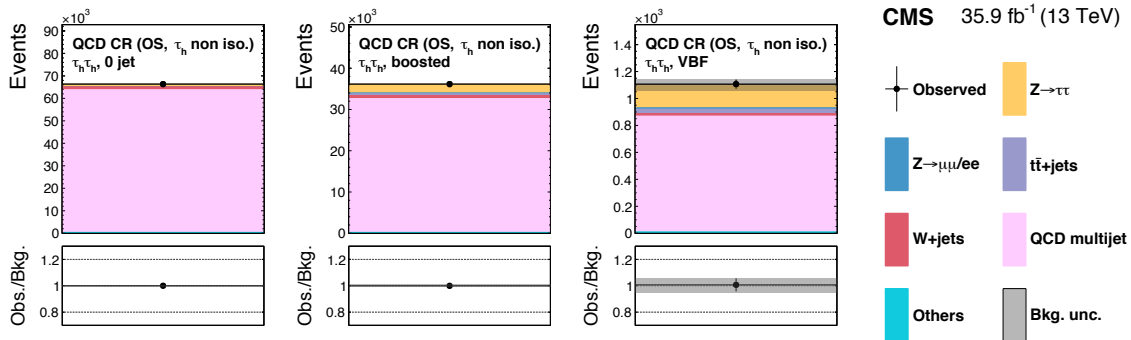 ×10³
Events
QCD CR (OS, τₕ non iso.)
τₕτₕ, 0 jet
90
80
70
60
50
40
30
20
10
0
Obs./Bkg.
1.2
1
0.8
×10³
Events
QCD CR (OS, τₕ non iso.)
τₕτₕ, boosted
50
40
30
20
10
0
Obs./Bkg.
1.2
1
0.8
×10³
Events
QCD CR (OS, τₕ non iso.)
τₕτₕ, VBF
1.4
1.2
1
0.8
0.6
0.4
0.2
0
Obs./Bkg.
1.2
1
0.8
CMS 35.9 fb⁻¹ (13 TeV)
Observed
Z→ττ
Z→μμ/ee
tt̄+jets
W+jets
QCD multijet
Others
Bkg. unc.